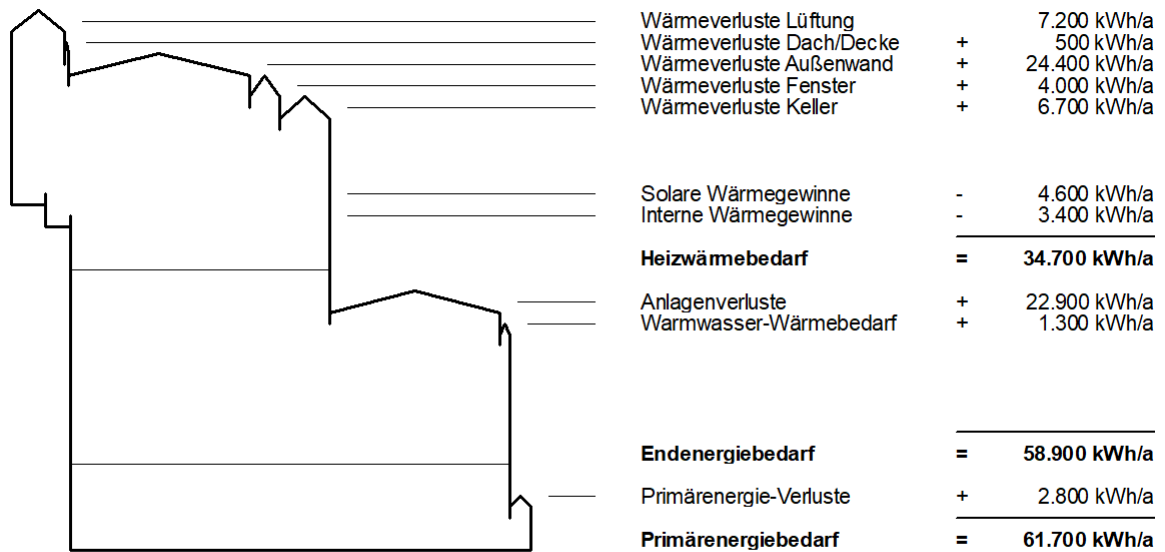 Wärmeverluste Lüftung 7.200 kWh/a
Wärmeverluste Dach/Decke + 500 kWh/a
Wärmeverluste Außenwand + 24.400 kWh/a
Wärmeverluste Fenster + 4.000 kWh/a
Wärmeverluste Keller + 6.700 kWh/a
Solare Wärmegewinne - 4.600 kWh/a
Interne Wärmegewinne - 3.400 kWh/a
Heizwärmebedarf = 34.700 kWh/a
Anlagenverluste + 22.900 kWh/a
Warmwasser-Wärmebedarf + 1.300 kWh/a
Endenergiebedarf = 58.900 kWh/a
Primärenergie-Verluste + 2.800 kWh/a
Primärenergiebedarf = 61.700 kWh/a